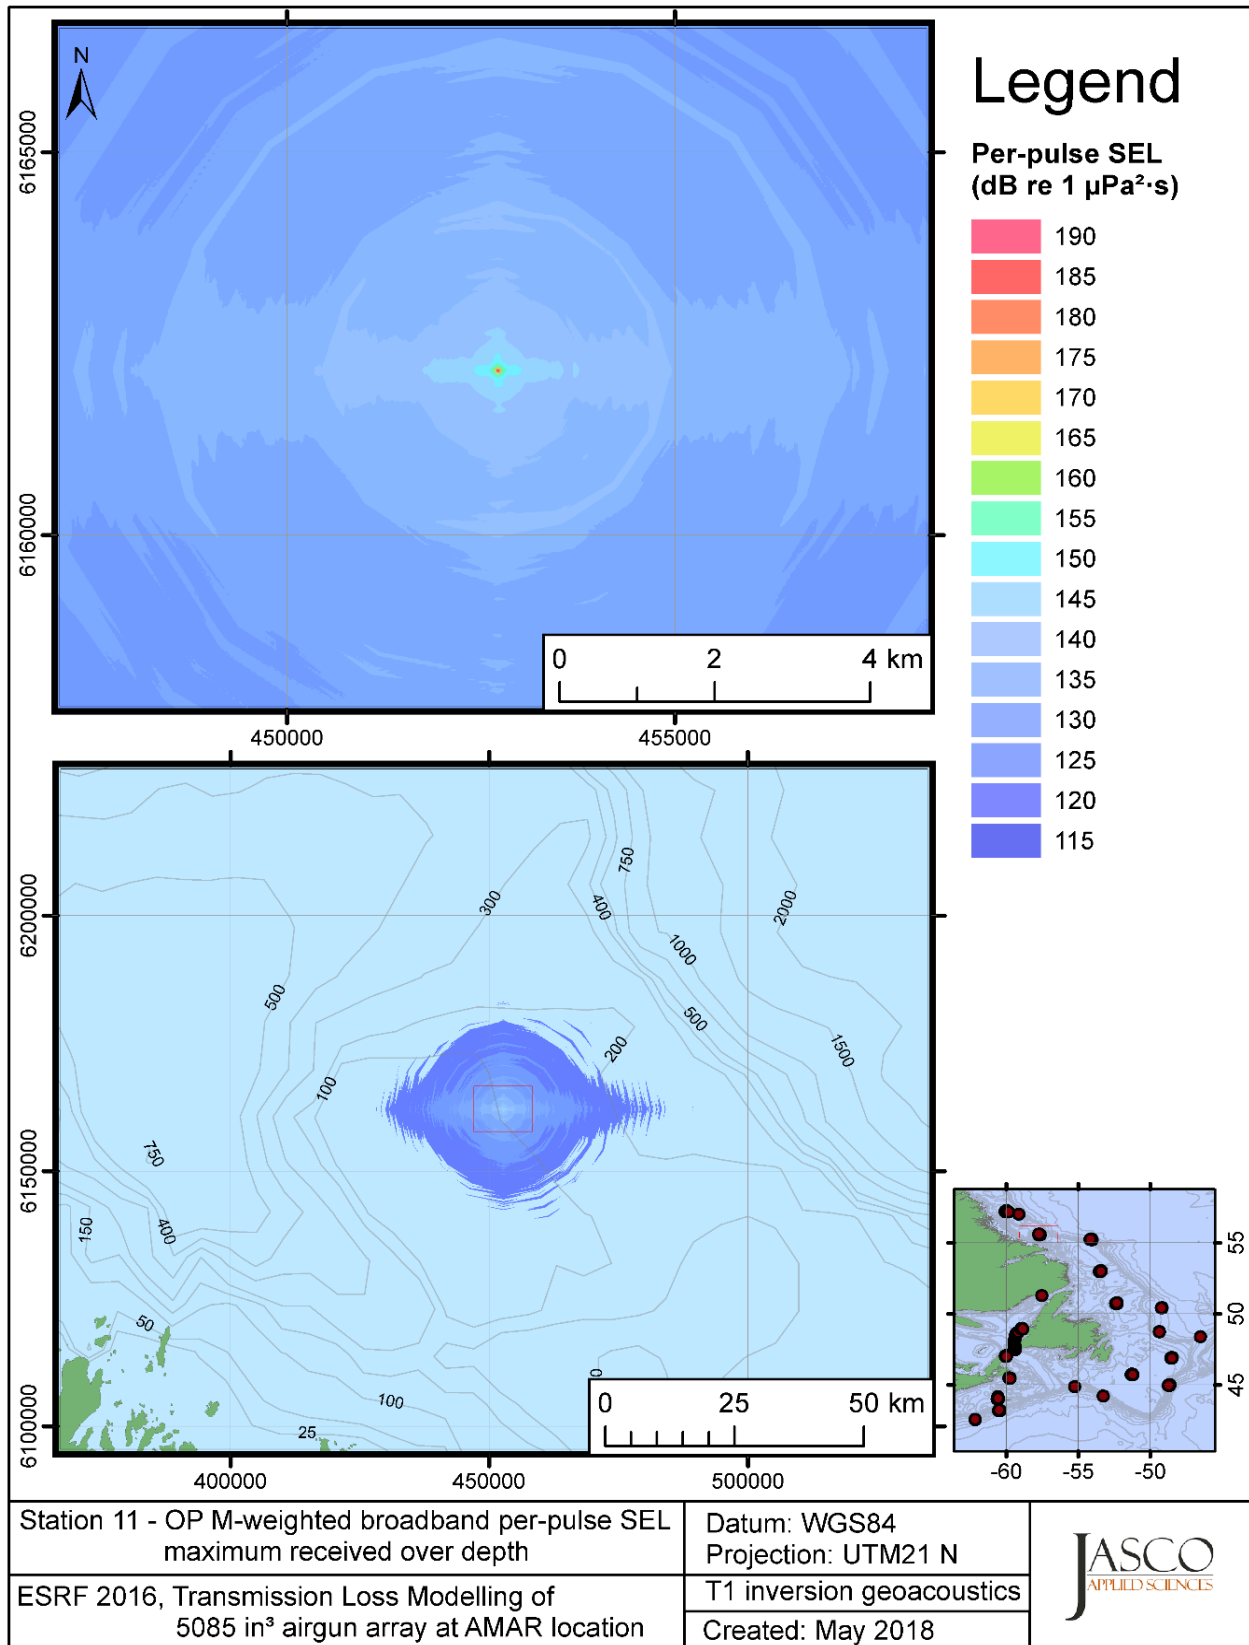 N
6165000
6160000
0 2 4 km
450000 455000
Legend
Per-pulse SEL
(dB re 1 µPa²·s)
190
185
180
175
170
165
160
155
150
145
140
135
130
125
120
115
6200000
6150000
6100000
300
750
400
2000
1000
500
500
1500
200
100
750
400
150
50
100
25
0
0 25 50 km
400000 450000 500000
55
50
45
-60 -55 -50
Station 11 - OP M-weighted broadband per-pulse SEL
maximum received over depth
ESRF 2016, Transmission Loss Modelling of
5085 in³ airgun array at AMAR location
Datum: WGS84
Projection: UTM21 N
T1 inversion geoacoustics
Created: May 2018
JASCO
APPLIED SCIENCES